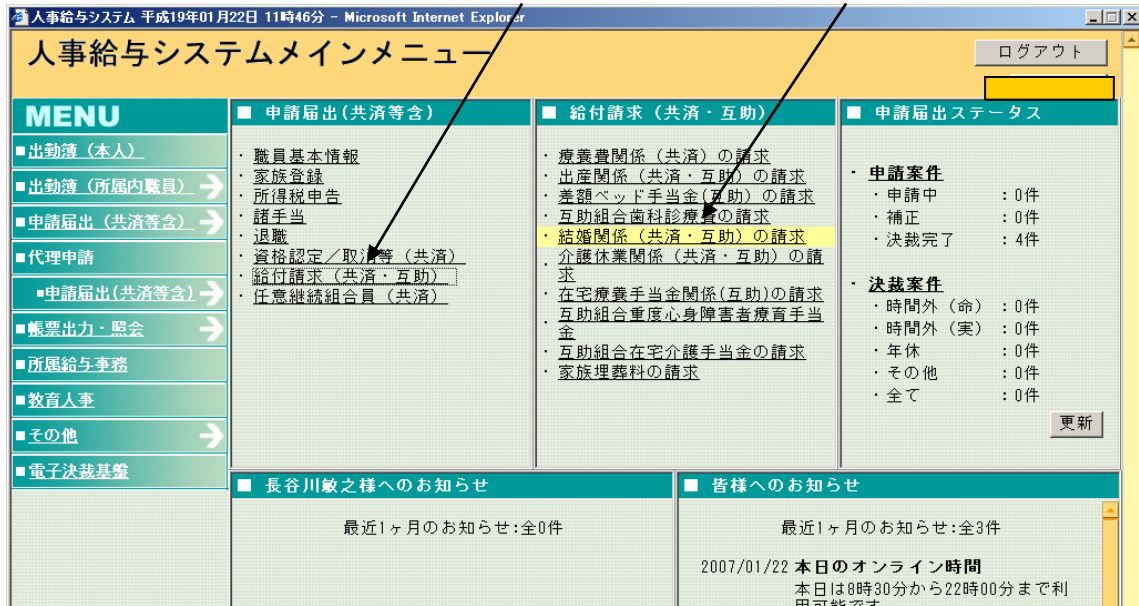 人事給与システム 平成19年01月22日 11時46分 - Microsoft Internet Explorer
人事給与システムメインメニュー
ログアウト
MENU
■出勤簿（本人）
■出勤簿（所属内職員）
■申請届出（共済等含）
■代理申請
■申請届出(共済等含)
■帳票出力・照会
■所属給与事務
■教育人事
■その他
■電子決裁基盤
■ 申請届出(共済等含)
・職員基本情報
・家族登録
・所得税申告
・諸手当
・退職
・資格認定／取消等（共済）
・給付請求（共済・互助）
・任意継続組合員（共済）
■ 給付請求（共済・互助）
・療養費関係（共済）の請求
・出産関係（共済・互助）の請求
・差額ベッド手当金(互助）の請求
・互助組合歯科診療費の請求
・結婚関係（共済・互助）の請求
・介護休業関係（共済・互助）の請
求
・在宅療養手当金関係(互助)の請求
・互助組合重度心身障害者療育手当
金
・互助組合在宅介護手当金の請求
・家族埋葬料の請求
■ 申請届出ステータス
・申請案件
・申請中 ：0件
・補正 ：0件
・決裁完了 ：4件
・決裁案件
・時間外（命）：0件
・時間外（実）：0件
・年休 ：0件
・その他 ：0件
・全て ：0件
更新
■ 長谷川敏之様へのお知らせ
最近1ヶ月のお知らせ:全0件
■ 皆様へのお知らせ
最近1ヶ月のお知らせ:全3件
2007/01/22 本日のオンライン時間
本日は8時30分から22時00分まで利
用可能です